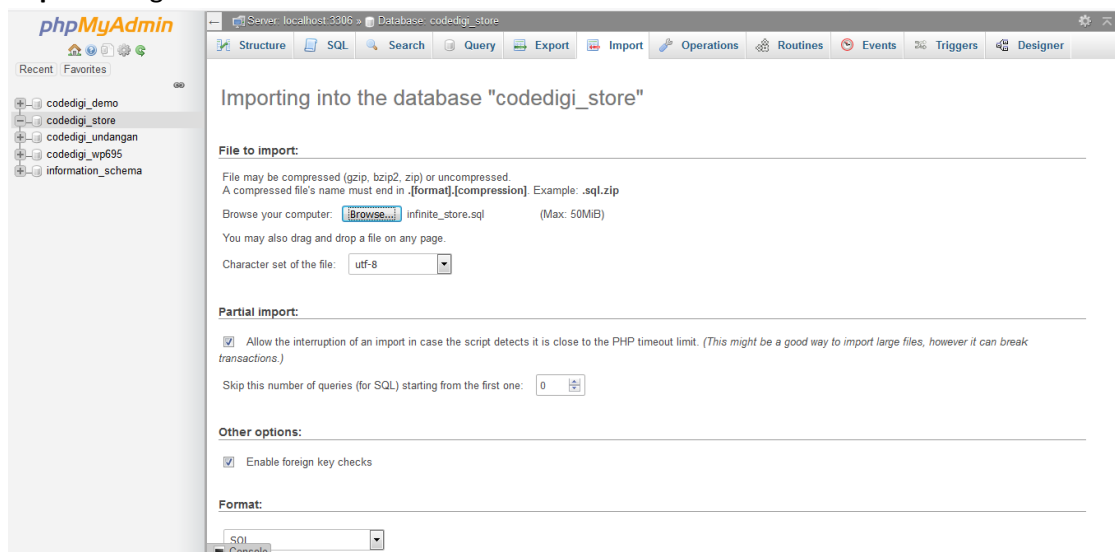 phpMyAdmin
Recent Favorites
codedigi_demo
codedigi_store
codedigi_undangan
codedigi_wp695
information_schema
Server: localhost:3306 » Database: codedigi_store
Structure SQL Search Query Export Import Operations Routines Events Triggers Designer
Importing into the database "codedigi_store"
File to import:
File may be compressed (gzip, bzip2, zip) or uncompressed.
A compressed file's name must end in .[format].[compression]. Example: .sql.zip
Browse your computer: Browse... infinite_store.sql (Max: 50MiB)
You may also drag and drop a file on any page.
Character set of the file: utf-8
Partial import:
Allow the interruption of an import in case the script detects it is close to the PHP timeout limit. (This might be a good way to import large files, however it can break
transactions.)
Skip this number of queries (for SQL) starting from the first one: 0
Other options:
Enable foreign key checks
Format:
SQL
Console